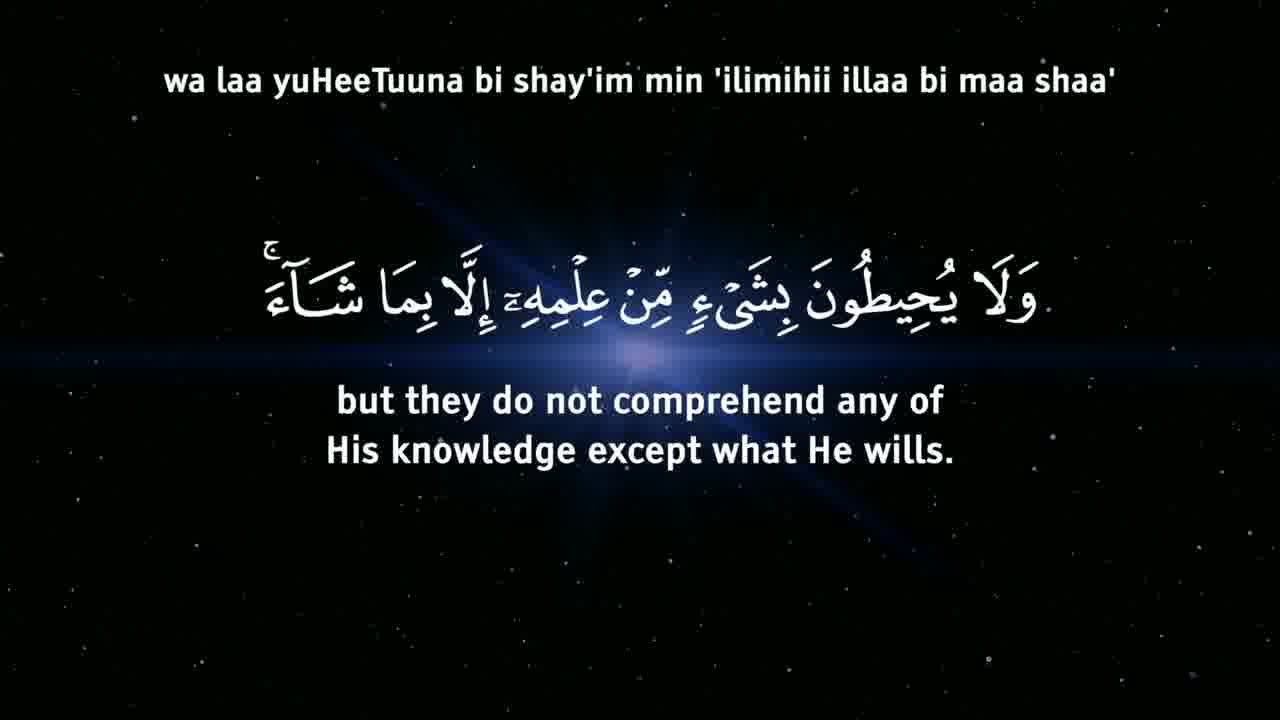 wa laa yuHeeTuuna bi shay'im min 'ilimihii illaa bi maa shaa'
وَلَا يُحِيطُونَ بِشَىْءٍ مِّنْ عِلْمِهِۦٓ إِلَّا بِمَا شَآءَ ۚ
but they do not comprehend any of
His knowledge except what He wills.